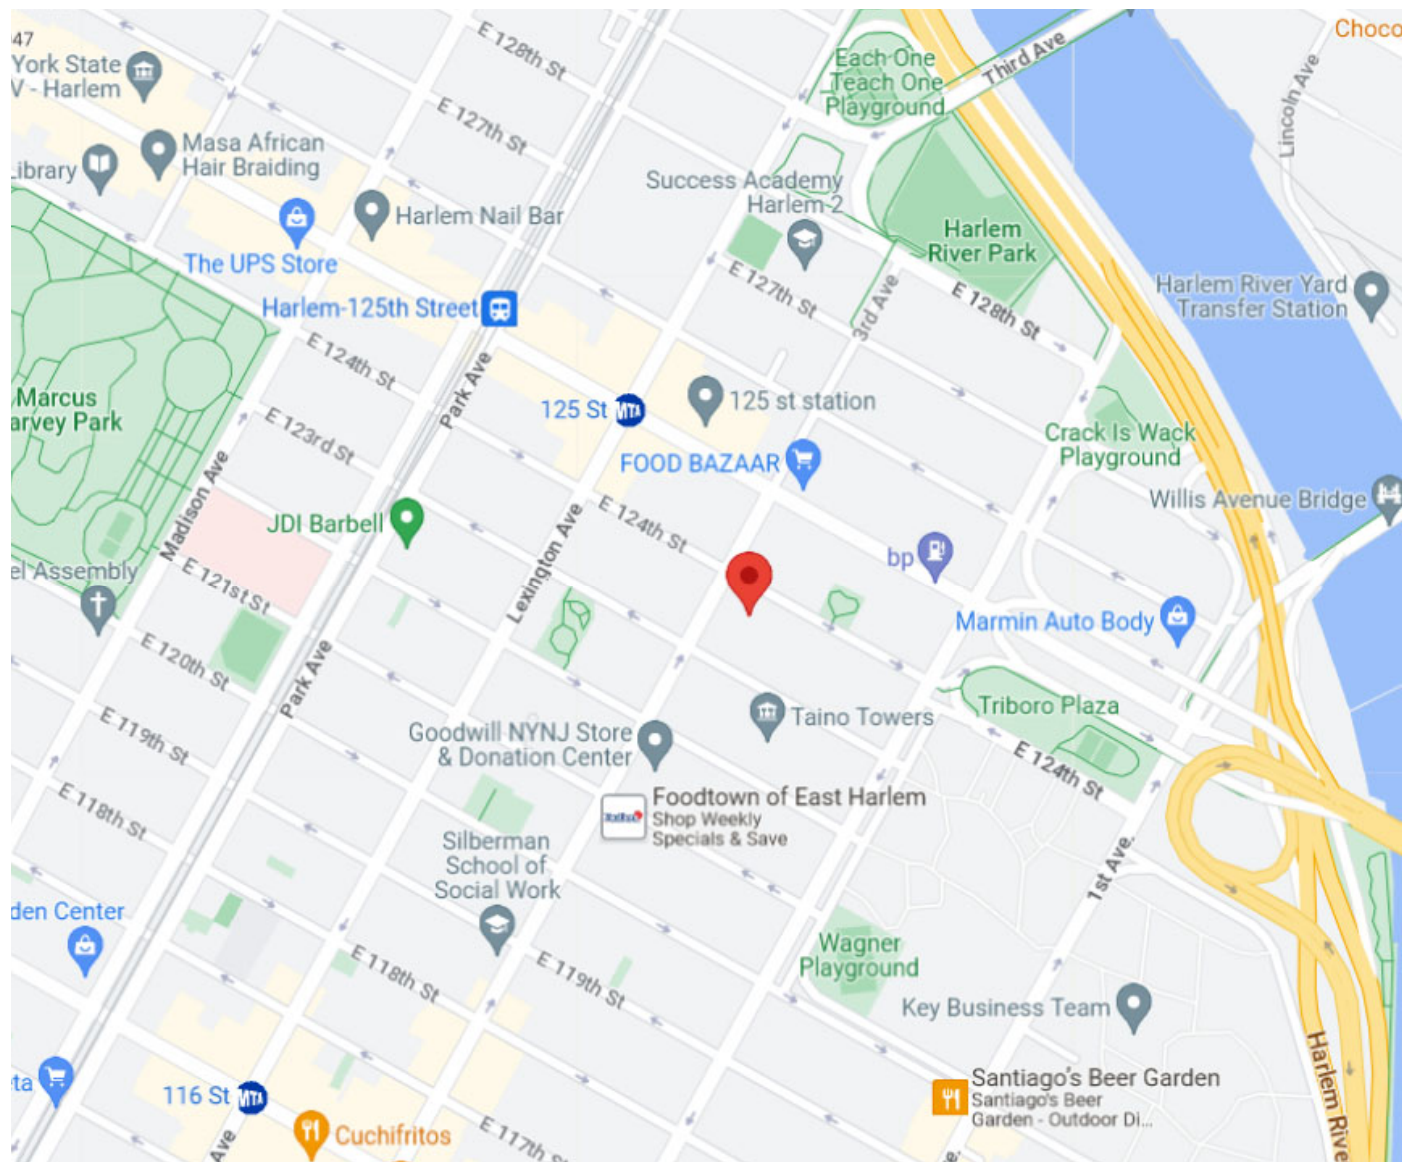 47
York State
V - Harlem
Masa African
Hair Braiding
Library
Harlem Nail Bar
The UPS Store
Harlem-125th Street
E 128th St
E 127th St
Each One
Teach One
Playground
Third Ave
Choco
Lincoln Ave
Success Academy
Harlem 2
Harlem
River Park
E 127th St
3rd Ave
E 128th St
Harlem River Yard
Transfer Station
Marcus
arvey Park
E 124th St
E 123rd St
Park Ave
125 St
MTA
125 st station
FOOD BAZAAR
Crack Is Wack
Playground
Willis Avenue Bridge
Madison Ave
JDI Barbell
Lexington Ave
E 124th St
bp
Marmin Auto Body
el Assembly
E 121st St
E 120th St
Park Ave
E 119th St
E 118th St
Goodwill NYNJ Store
& Donation Center
Taino Towers
Triboro Plaza
E 124th St
Foodtown of East Harlem
Shop Weekly
Specials & Save
Silberman
School of
Social Work
1st Ave.
den Center
E 118th St
E 119th St
Wagner
Playground
Key Business Team
Harlem Rive
Santiago's Beer Garden
Santiago's Beer
Garden - Outdoor Di...
eta
116 St
MTA
Cuchifritos
E 117th St
Ave
e.